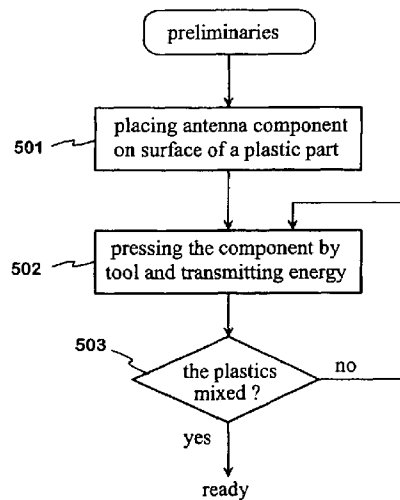 preliminaries
501
placing antenna component
on surface of a plastic part
502
pressing the component by
tool and transmitting energy
503
the plastics
mixed ?
no
yes
ready